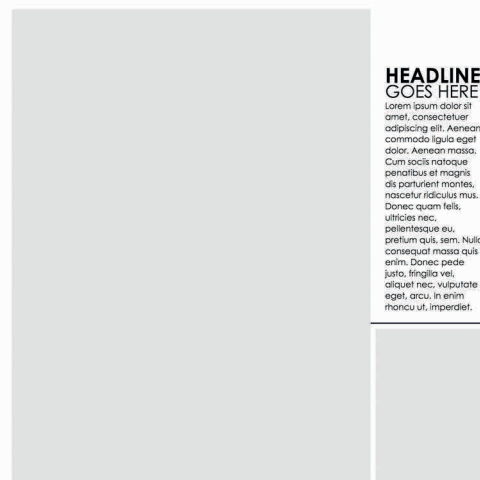 HEADLINE
GOES HERE
Lorem ipsum dolor sit
amet, consectetuer
adipiscing elit. Aenean
commodo ligula eget
dolor. Aenean massa.
Cum sociis natoque
penatibus et magnis
dis parturient montes,
nascetur ridiculus mus.
Donec quam felis,
ultricies nec,
pellentesque eu,
pretium quis, sem. Nulla
consequat massa quis
enim. Donec pede
justo, fringilla vel,
aliquet nec, vulputate
eget, arcu. In enim
rhoncu ut, imperdiet.